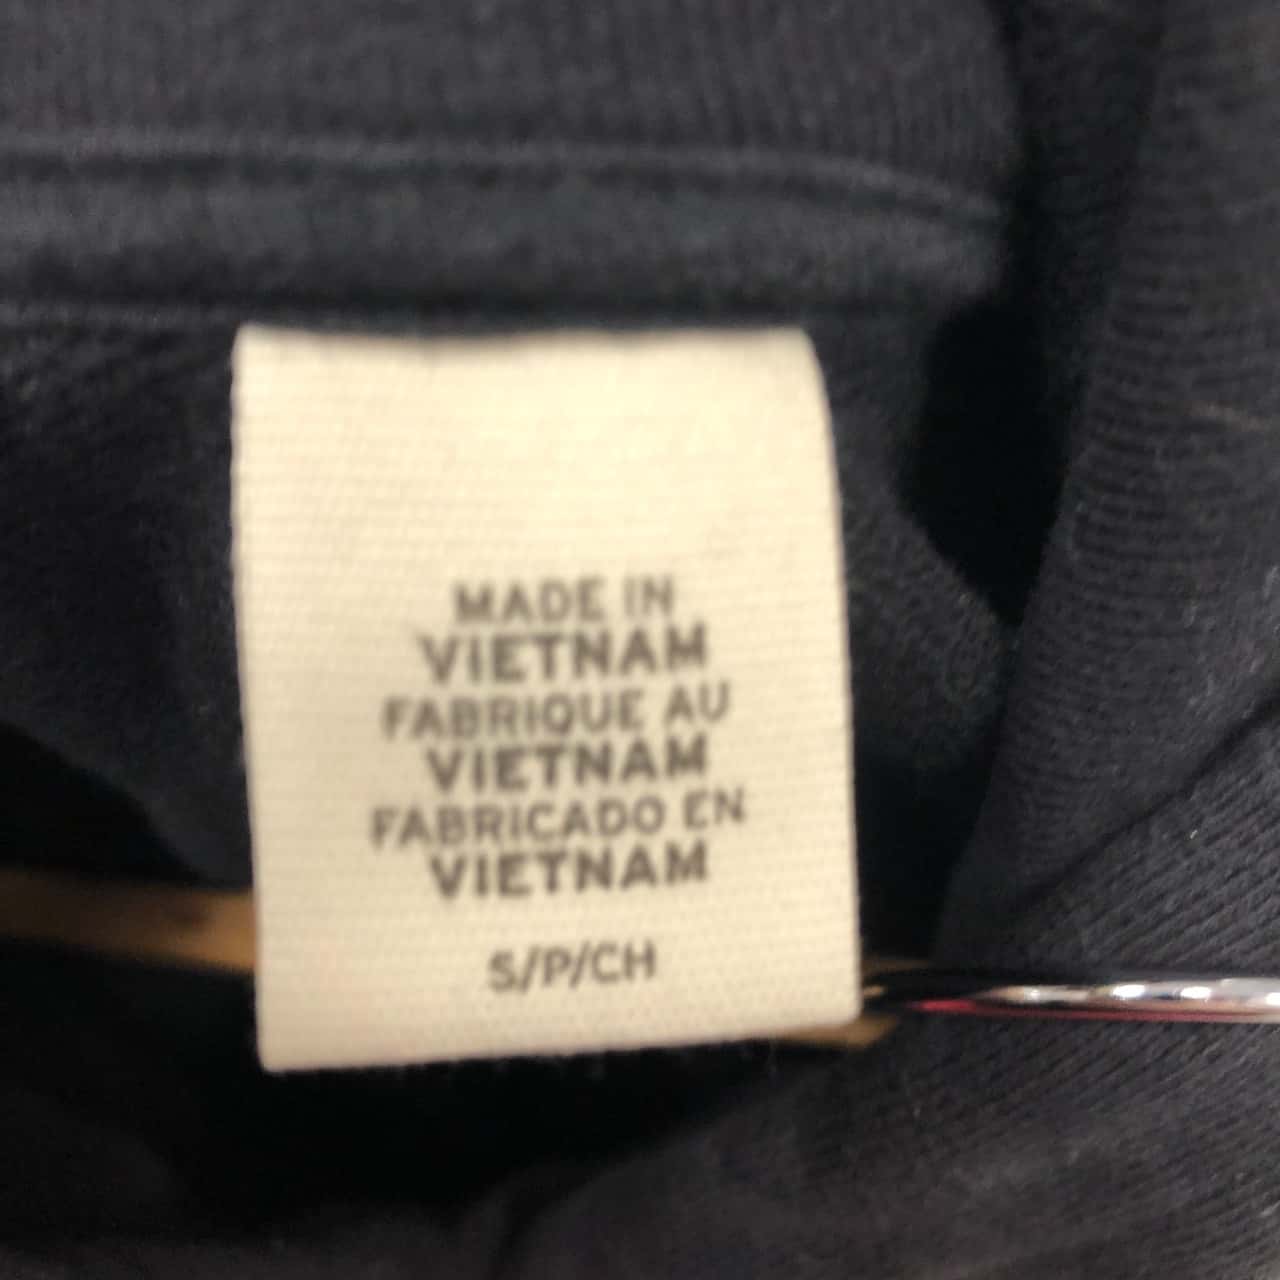 MADE IN
VIETNAM
FABRIQUE AU
VIETNAM
FABRICADO EN
VIETNAM
S/P/CH